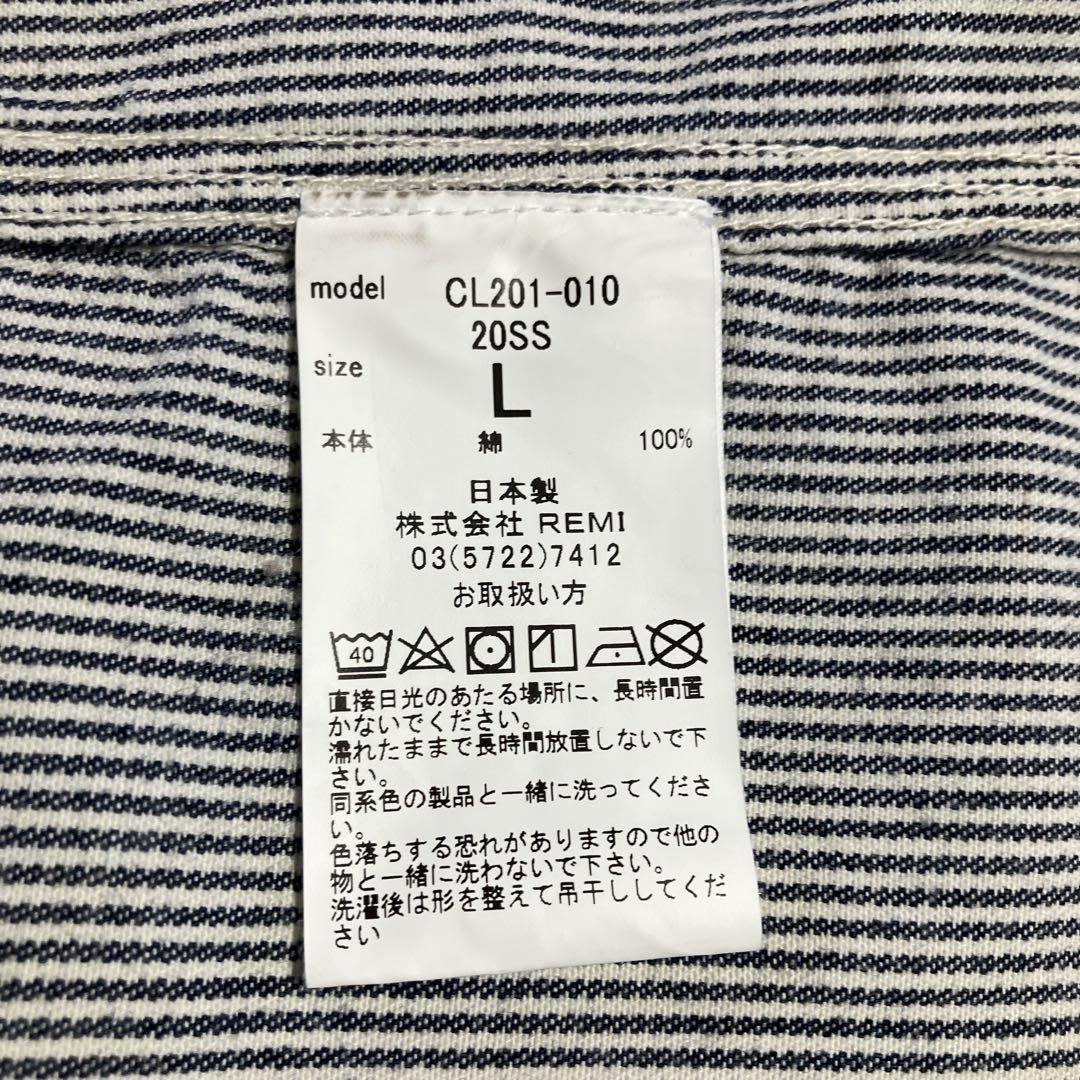 model CL201-010
20SS
size
L
本体 綿 100%
日本製
株式会社 REMI
03(5722)7412
お取扱い方
40
直接日光のあたる場所に、長時間置
かないでください。
濡れたままで長時間放置しないで下
さい。
同系色の製品と一緒に洗ってくださ
い。
色落ちする恐れがありますので他の
物と一緒に洗わないで下さい。
洗濯後は形を整えて吊干ししてくだ
さい